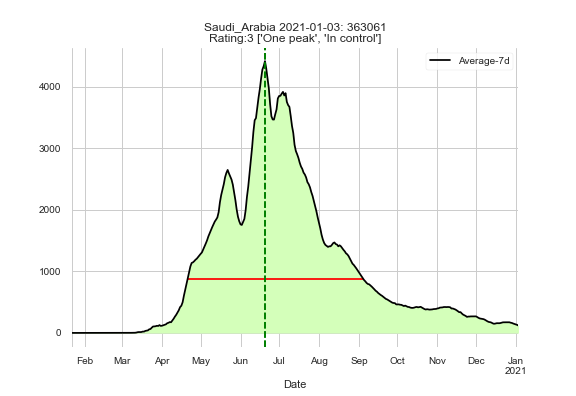 Saudi_Arabia 2021-01-03: 363061
Rating:3 ['One peak', 'In control']
Average-7d
4000
3000
2000
1000
0
Feb Mar Apr May Jun Jul Aug Sep Oct Nov Dec Jan
2021
Date